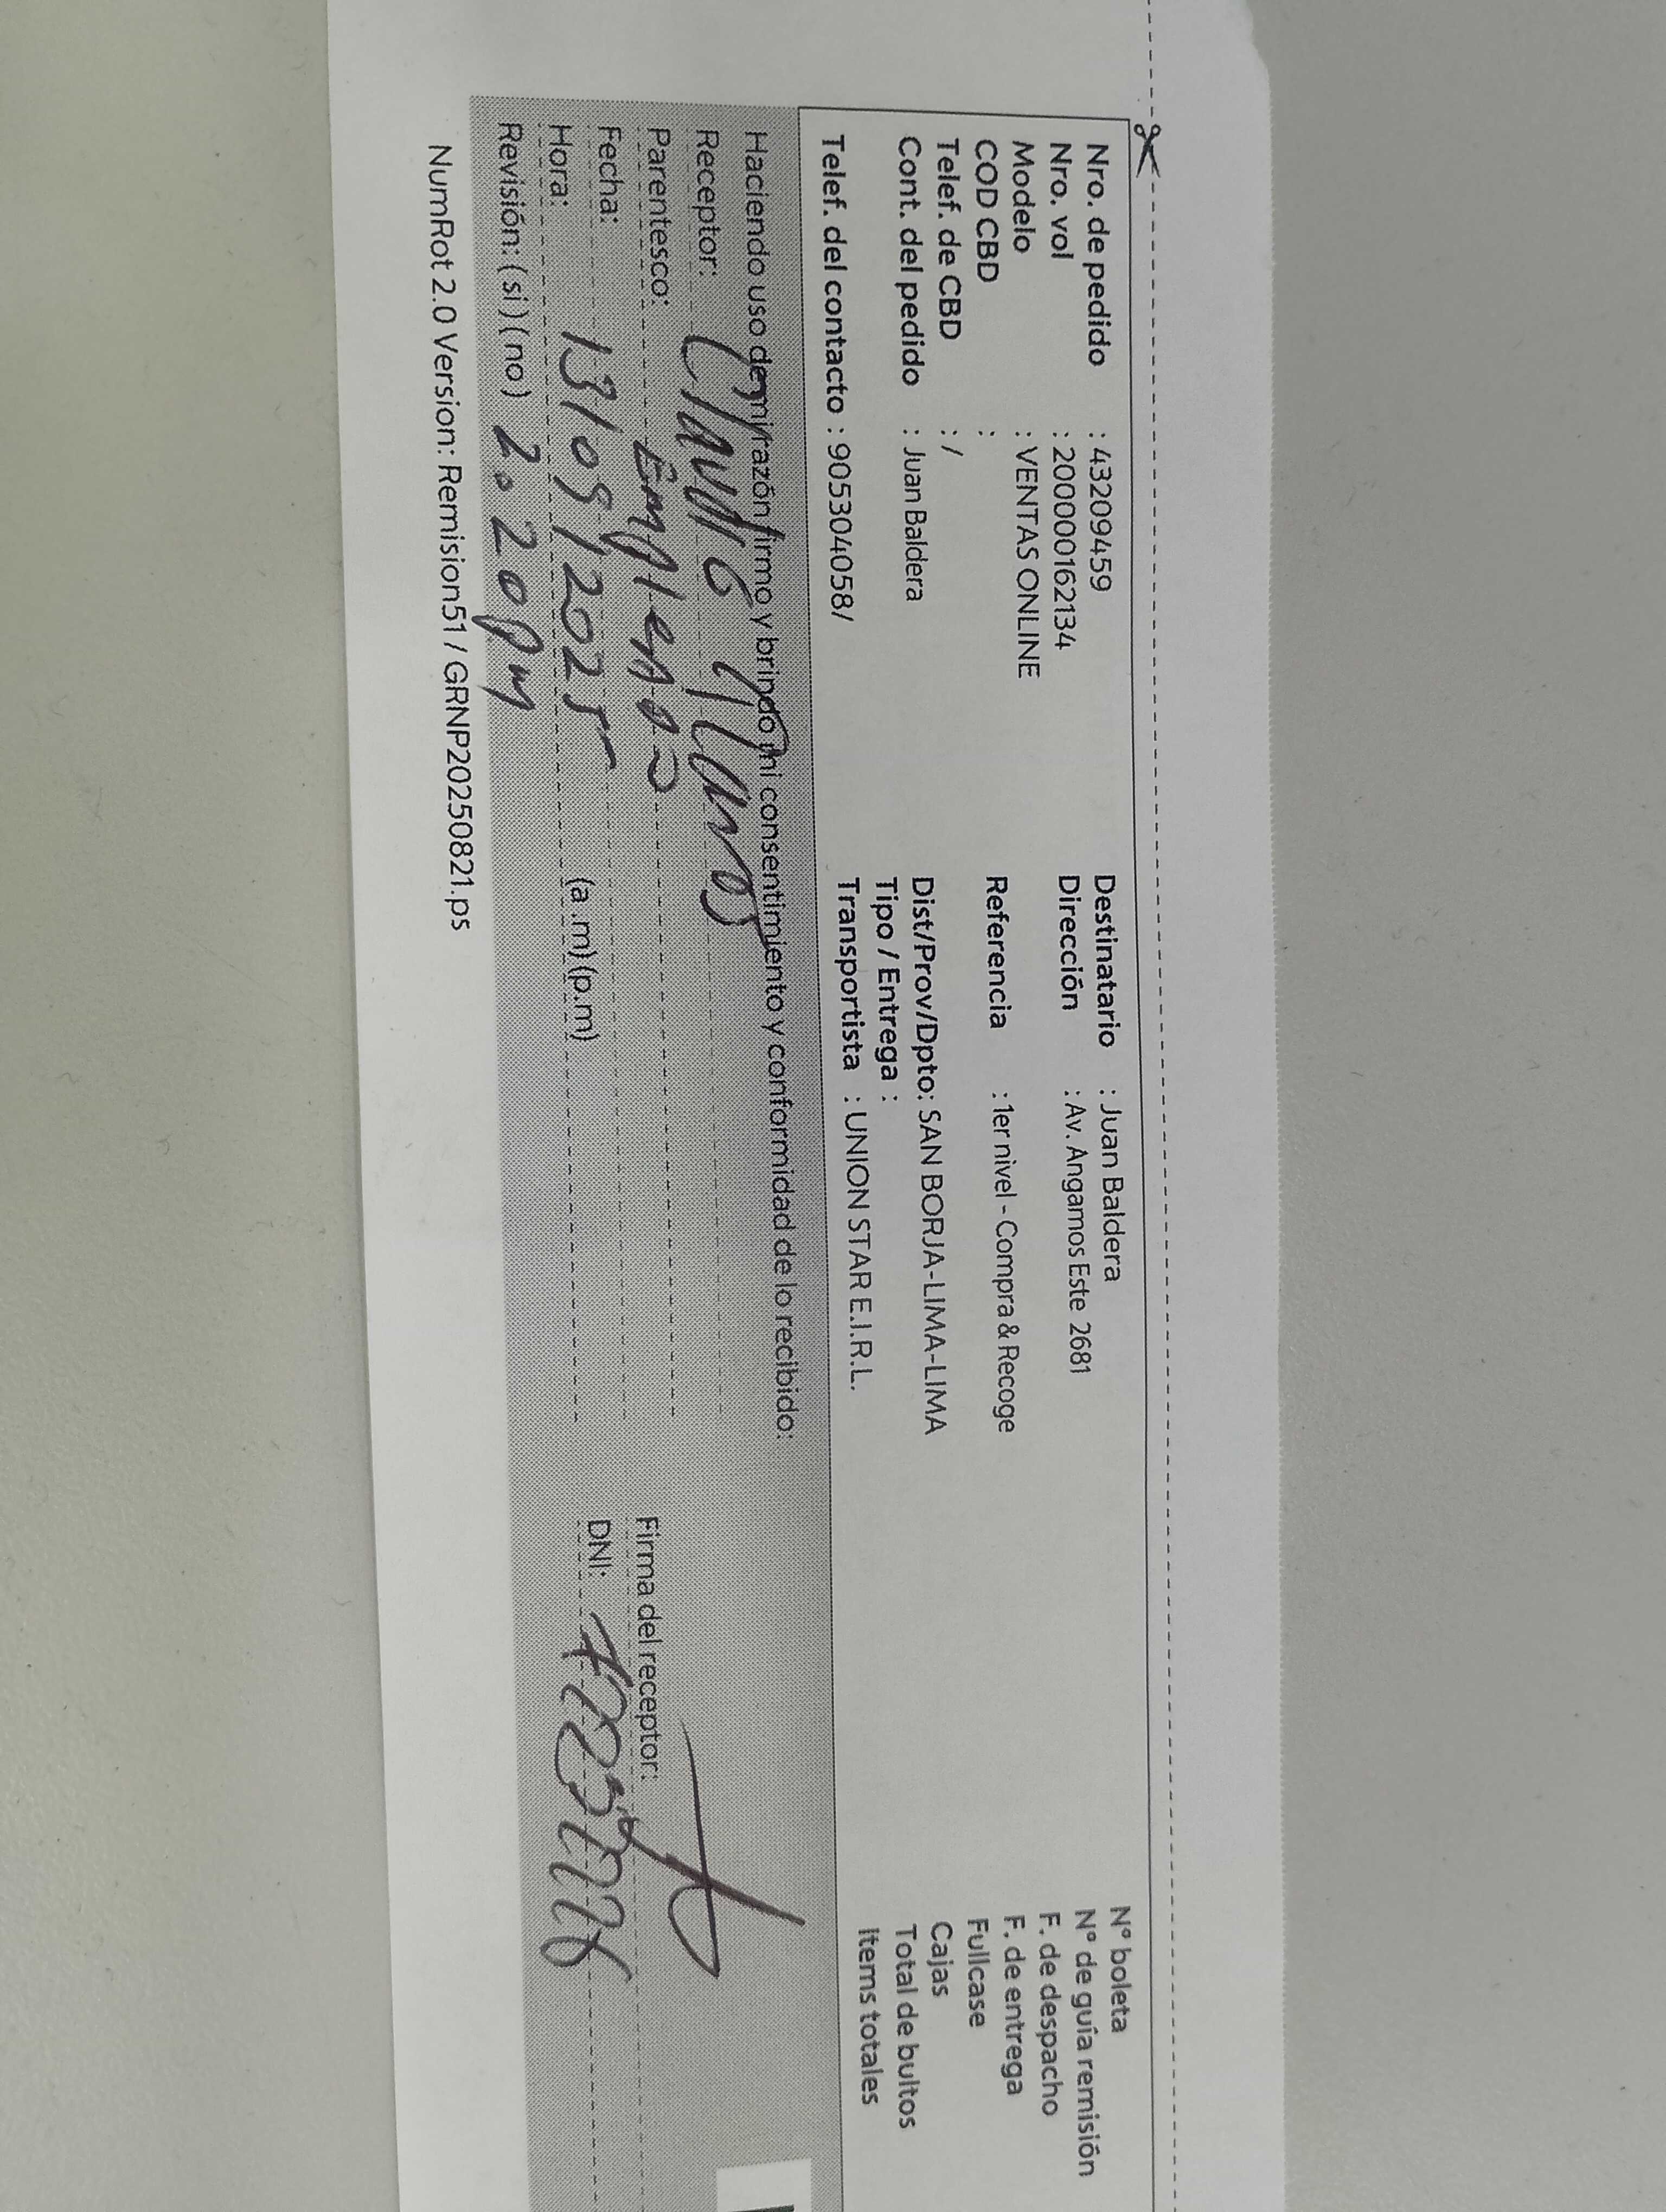 Nro. de pedido : 43209459
Nro. vol : 2000000162134
Modelo : VENTAS ONLINE
COD CBD :
Telef. de CBD : /
Cont. del pedido : Juan Baldera
Telef. del contacto : 905304058/
Destinatario : Juan Baldera
Dirección : Av. Angamos Este 2681
Referencia : 1er nivel - Compra & Recoge
Dist/Prov/Dpto: SAN BORJA-LIMA-LIMA
Tipo / Entrega :
Transportista : UNION STAR E.I.R.L.
N° boleta
N° de guía remisión
F. de despacho
F. de entrega
Fullcase
Cajas
Total de bultos
Items totales
Haciendo uso de mi razón firmo y brindo mi consentimiento y conformidad de lo recibido:
Receptor:
Parentesco:
Fecha: 13/09/2025
Hora: (a.m) (p.m)
Revisión: (si) (no) 2.20 pm
Firma del receptor:
DNI:
NumRot 2.0 Version: Remision51 / GRNP20250821.ps